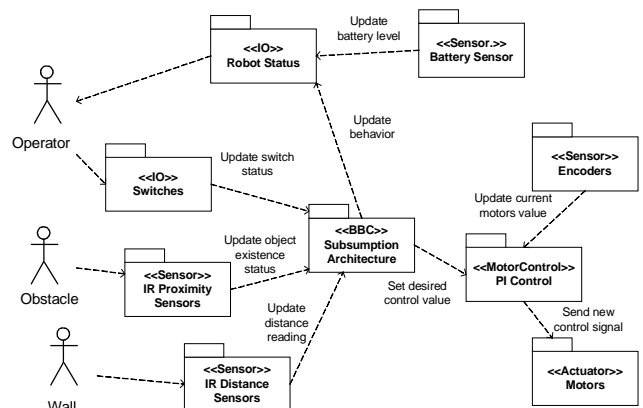 Update
battery level
<<IO>>
Robot Status
<<Sensor.>>
Battery Sensor
Operator
Update
behavior
<<Sensor>>
Encoders
<<IO>>
Switches
Update switch
status
Update current
motors value
<<BBC>>
Subsumption
Architecture
Update object
existence
status
Obstacle
<<Sensor>>
IR Proximity
Sensors
<<MotorControl>>
PI Control
Set desired
control value
Update
distance
reading
Send new
control signal
<<Sensor>>
IR Distance
Sensors
<<Actuator>>
Motors
Wall